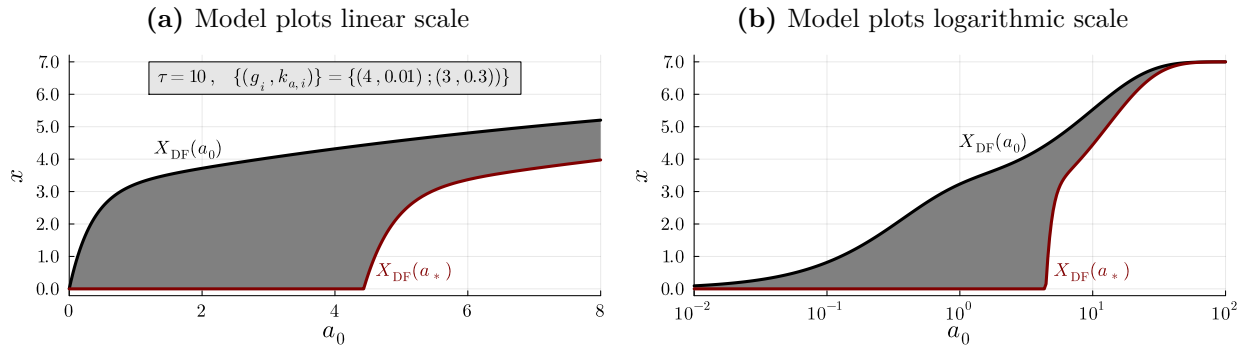 (a) Model plots linear scale
7.0
6.0
5.0
4.0
3.0
2.0
1.0
0.0
x
τ = 10 ,   {(g_i , k_{a,i})} = {(4 , 0.01) ; (3 , 0.3))}
X_DF(a_0)
X_DF(a_*)
0 2 4 6 8
a_0
(b) Model plots logarithmic scale
7.0
6.0
5.0
4.0
3.0
2.0
1.0
0.0
x
X_DF(a_0)
X_DF(a_*)
10^−2 10^−1 10^0 10^1 10^2
a_0